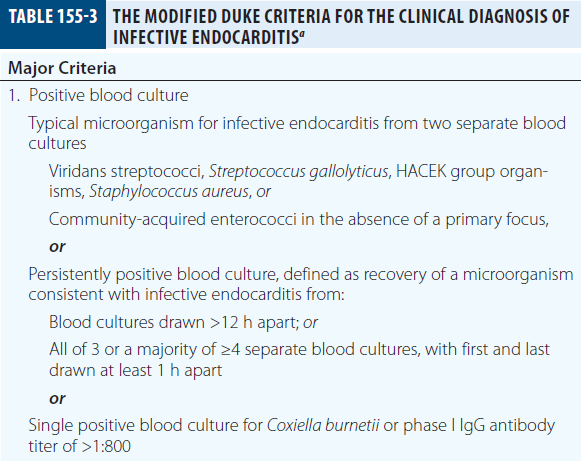 TABLE 155-3 THE MODIFIED DUKE CRITERIA FOR THE CLINICAL DIAGNOSIS OF
INFECTIVE ENDOCARDITISa
Major Criteria
1. Positive blood culture
Typical microorganism for infective endocarditis from two separate blood
cultures
Viridans streptococci, Streptococcus gallolyticus, HACEK group organ-
isms, Staphylococcus aureus, or
Community-acquired enterococci in the absence of a primary focus,
or
Persistently positive blood culture, defined as recovery of a microorganism
consistent with infective endocarditis from:
Blood cultures drawn >12 h apart; or
All of 3 or a majority of ≥4 separate blood cultures, with first and last
drawn at least 1 h apart
or
Single positive blood culture for Coxiella burnetii or phase I IgG antibody
titer of >1:800